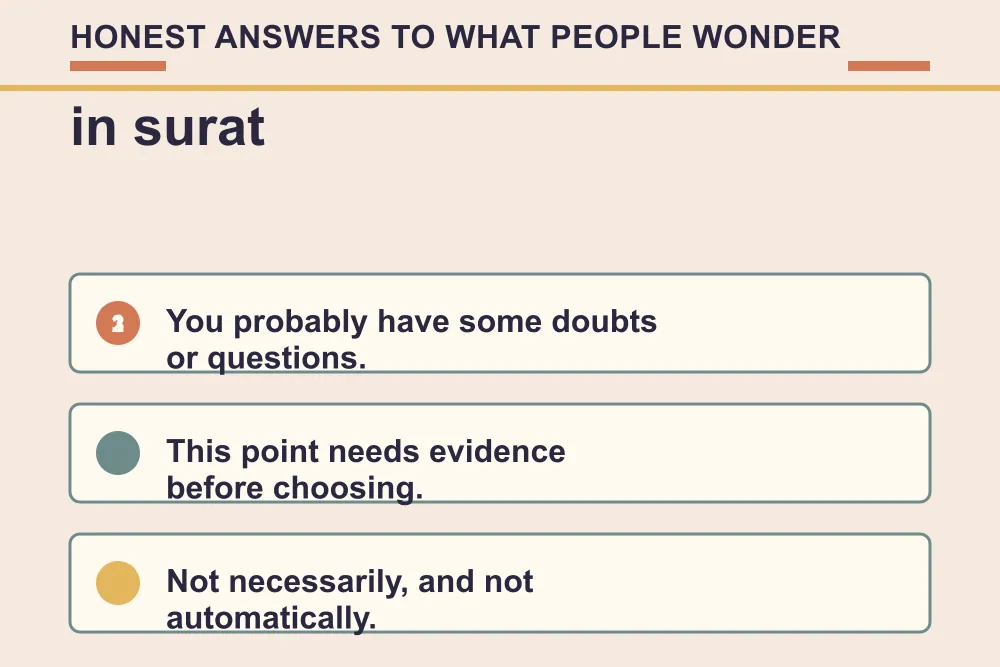 HONEST ANSWERS TO WHAT PEOPLE WONDER
in surat
You probably have some doubts
or questions.
This point needs evidence
before choosing.
Not necessarily, and not
automatically.